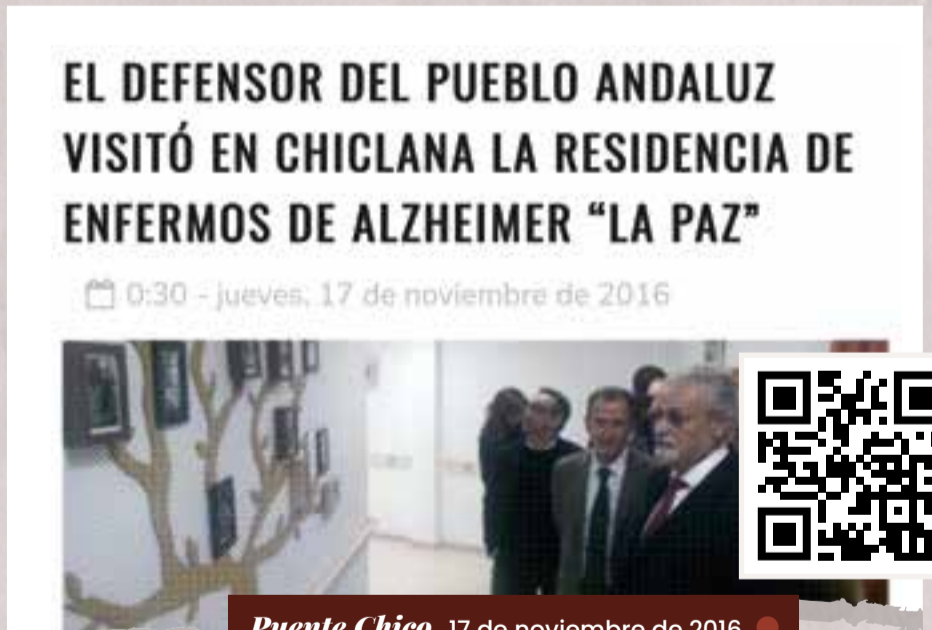 EL DEFENSOR DEL PUEBLO ANDALUZ
VISITÓ EN CHICLANA LA RESIDENCIA DE
ENFERMOS DE ALZHEIMER “LA PAZ”
0:30 - jueves, 17 de noviembre de 2016
Puente Chico 17 de noviembre de 2016